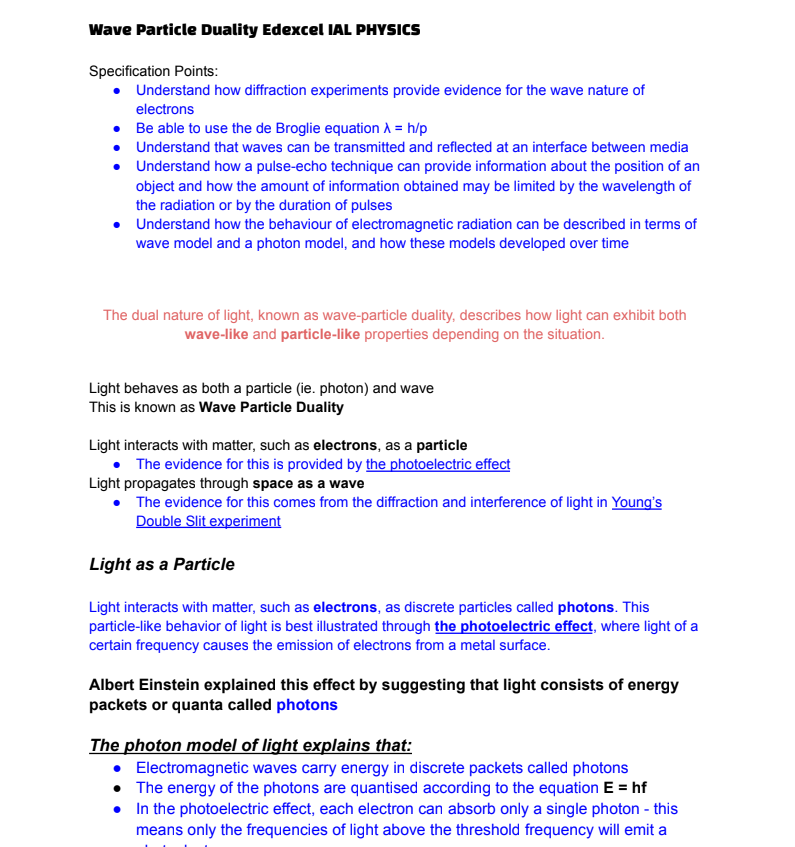 Wave Particle Duality Edexcel IAL PHYSICS
Specification Points:
● Understand how diffraction experiments provide evidence for the wave nature of
electrons
● Be able to use the de Broglie equation λ = h/p
● Understand that waves can be transmitted and reflected at an interface between media
● Understand how a pulse-echo technique can provide information about the position of an
object and how the amount of information obtained may be limited by the wavelength of
the radiation or by the duration of pulses
● Understand how the behaviour of electromagnetic radiation can be described in terms of
wave model and a photon model, and how these models developed over time
The dual nature of light, known as wave-particle duality, describes how light can exhibit both
wave-like and particle-like properties depending on the situation.
Light behaves as both a particle (ie. photon) and wave
This is known as Wave Particle Duality
Light interacts with matter, such as electrons, as a particle
● The evidence for this is provided by the photoelectric effect
Light propagates through space as a wave
● The evidence for this comes from the diffraction and interference of light in Young's
Double Slit experiment
Light as a Particle
Light interacts with matter, such as electrons, as discrete particles called photons. This
particle-like behavior of light is best illustrated through the photoelectric effect, where light of a
certain frequency causes the emission of electrons from a metal surface.
Albert Einstein explained this effect by suggesting that light consists of energy
packets or quanta called photons
The photon model of light explains that:
● Electromagnetic waves carry energy in discrete packets called photons
● The energy of the photons are quantised according to the equation E = hf
● In the photoelectric effect, each electron can absorb only a single photon - this
means only the frequencies of light above the threshold frequency will emit a